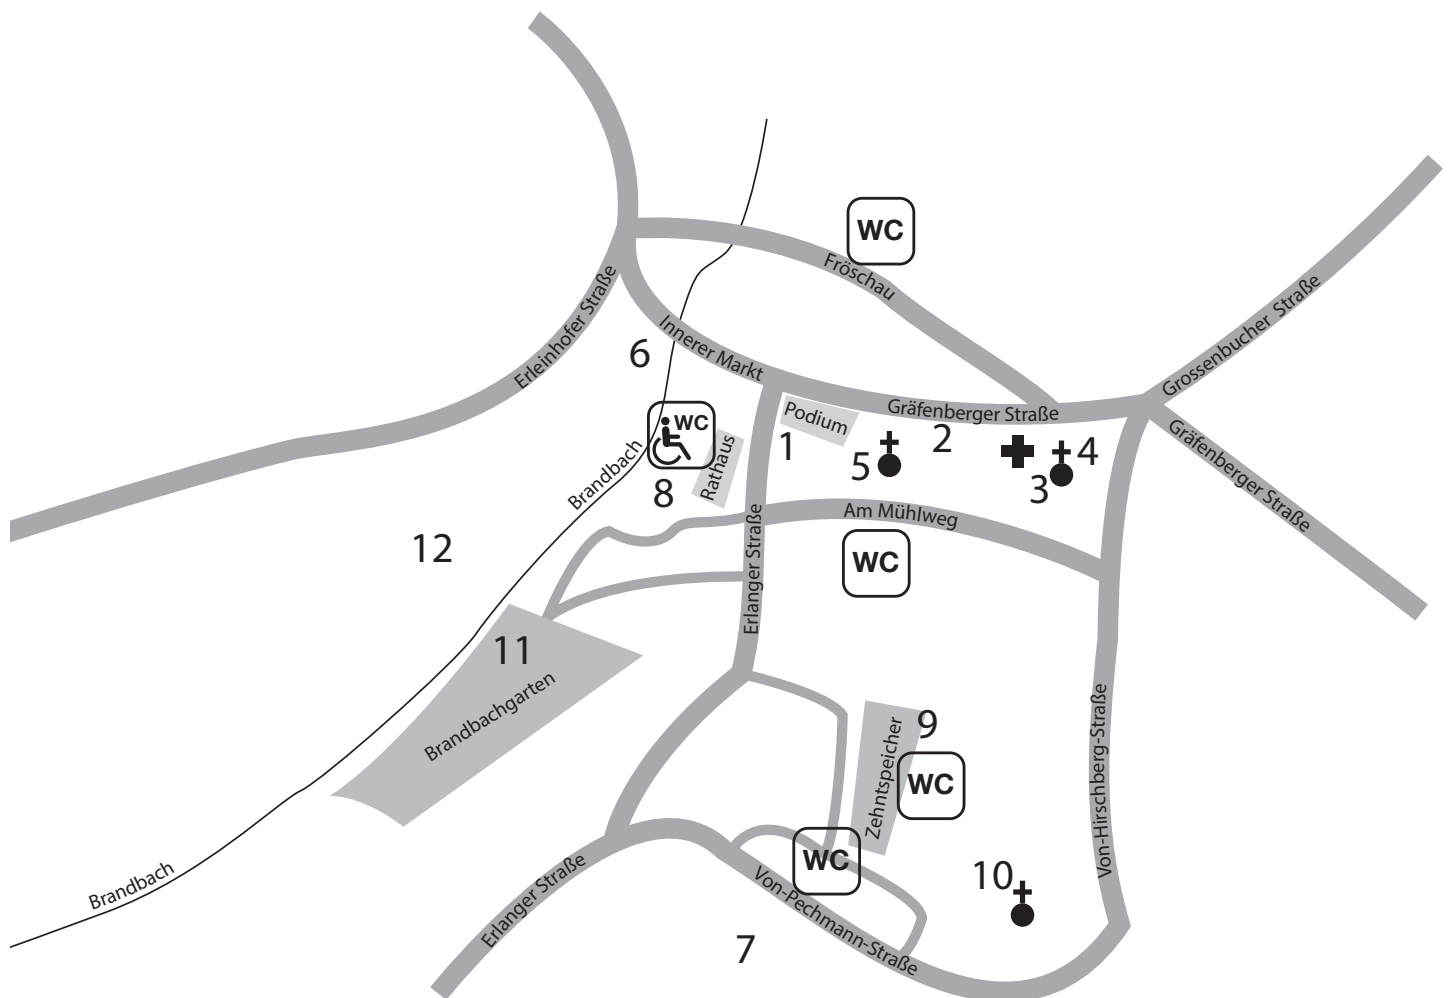 WC
Fröschau
Erleinhofer Straße
Innerer Markt
6
Grossenbucher Straße
Podium
Gräfenberger Straße
Gräfenberger Straße
WC
Rathaus
1
5
2
3
4
Brandbach
8
Am Mühlweg
12
WC
Erlanger Straße
11
Brandbachgarten
9
Zehntspeicher
WC
Von-Hirschberg-Straße
WC
10
Brandbach
Erlanger Straße
Von-Pechmann-Straße
7